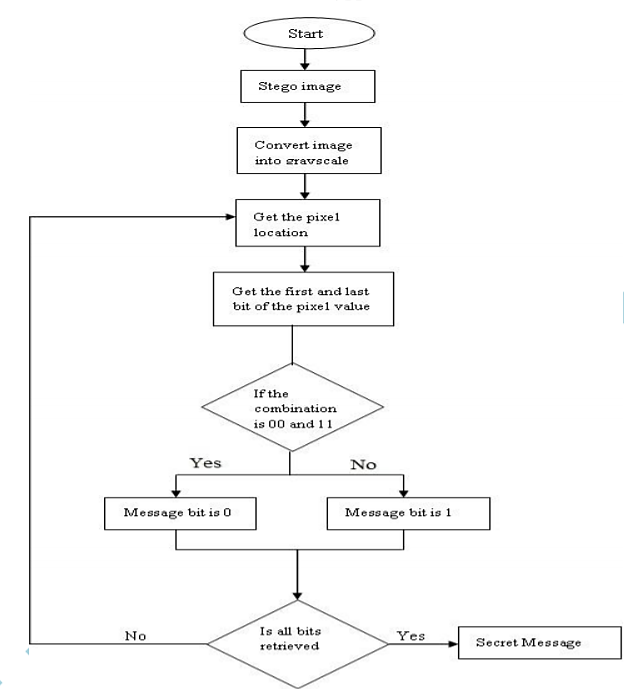 Start
Stego image
Convert image
into grayscale
Get the pixel
location
Get the first and last
bit of the pixel value
If the
combination
is 00 and 11
Yes
No
Message bit is 0
Message bit is 1
Is all bits
retrieved
No
Yes
Secret Message